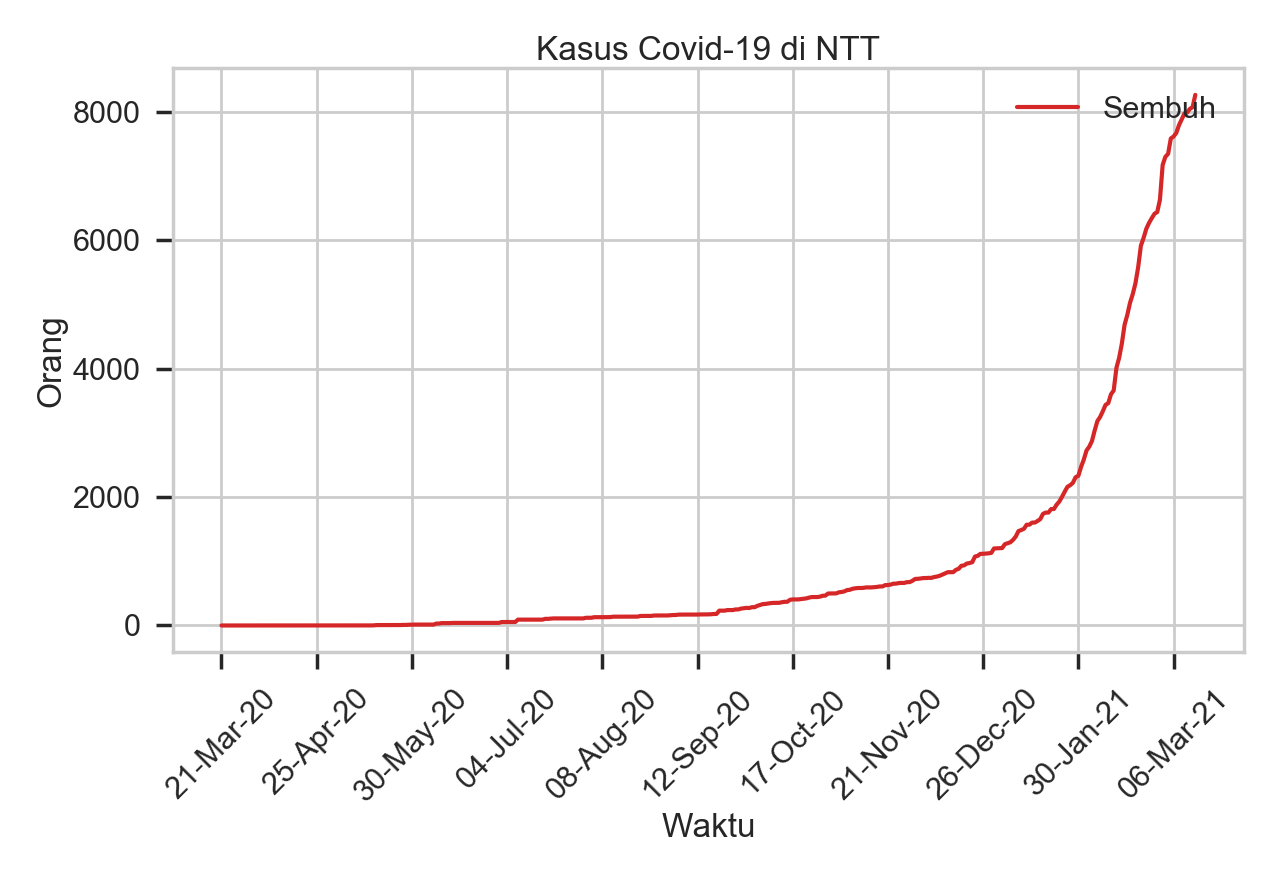 Kasus Covid-19 di NTT
Sembuh
8000
6000
4000
2000
0
Orang
21-Mar-20
25-Apr-20
30-May-20
04-Jul-20
08-Aug-20
12-Sep-20
17-Oct-20
21-Nov-20
26-Dec-20
30-Jan-21
06-Mar-21
Waktu